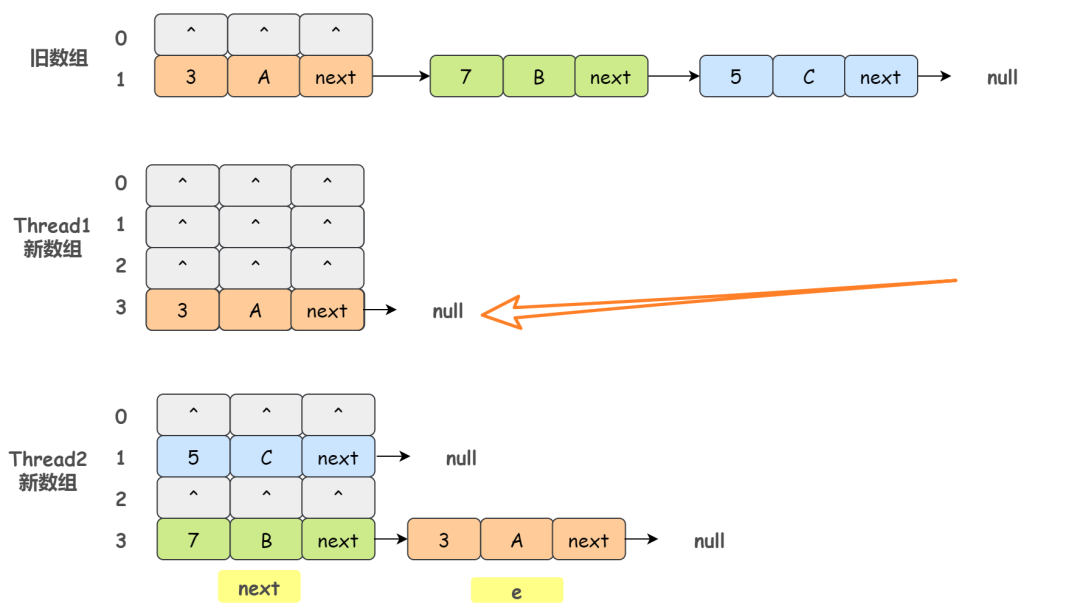 旧数组
0 ^ ^ ^
1 3 A next 7 B next 5 C next null
Thread1
新数组
0 ^ ^ ^
1 ^ ^ ^
2 ^ ^ ^
3 3 A next null
Thread2
新数组
0 ^ ^ ^
1 5 C next null
2 ^ ^ ^
3 7 B next 3 A next null
next e